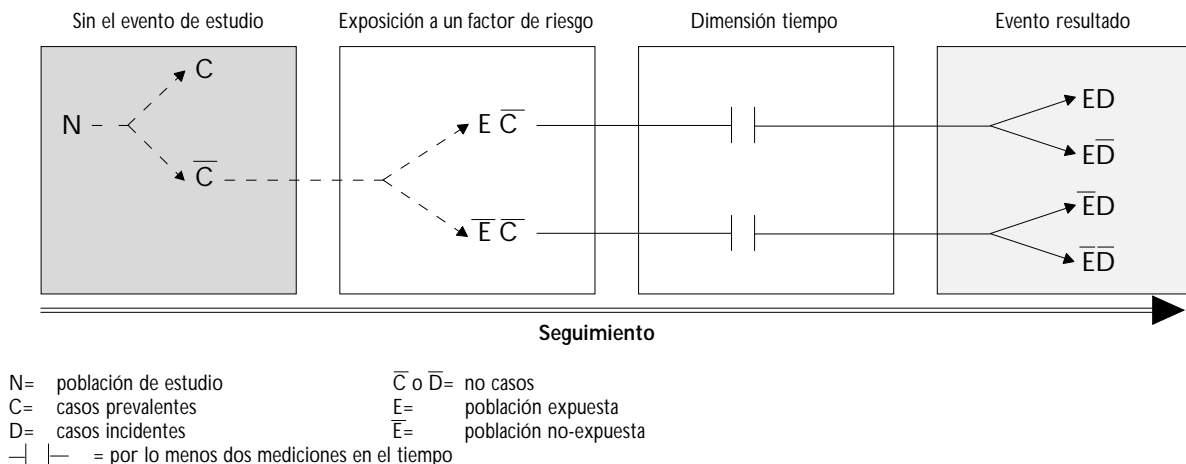 Sin el evento de estudio
Exposición a un factor de riesgo
Dimensión tiempo
Evento resultado
N
C
C̅
E C̅
E̅ C̅
ED
ED̅
E̅D
E̅D̅
Seguimiento
N= población de estudio
C= casos prevalentes
D= casos incidentes
= por lo menos dos mediciones en el tiempo
C̅ o D̅= no casos
E= población expuesta
E̅= población no-expuesta